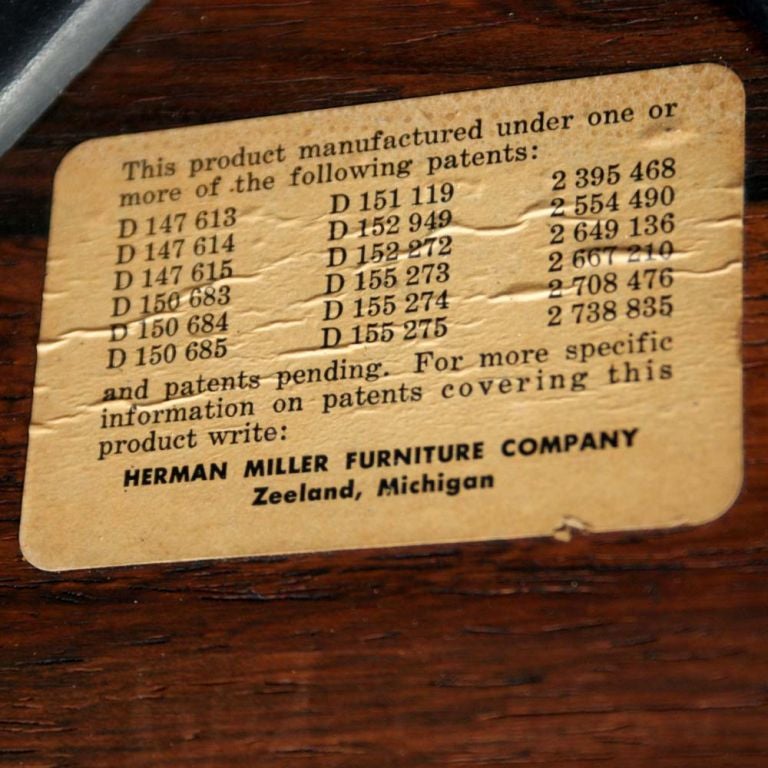 This product manufactured under one or
more of the following patents:
D 147 613 D 151 119 2 395 468
D 147 614 D 152 949 2 554 490
D 147 615 D 152 272 2 649 136
D 150 683 D 155 273 2 667 210
D 150 684 D 155 274 2 708 476
D 150 685 D 155 275 2 738 835
and patents pending. For more specific
information on patents covering this
product write:
HERMAN MILLER FURNITURE COMPANY
Zeeland, Michigan